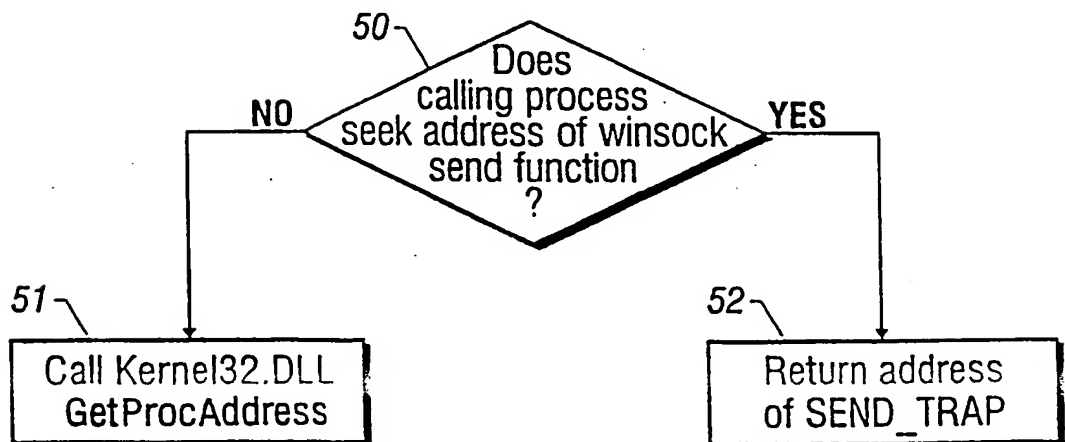 50
Does
calling process
seek address of winsock
send function
?
NO
YES
51
Call Kernel32.DLL
GetProcAddress
52
Return address
of SEND_TRAP